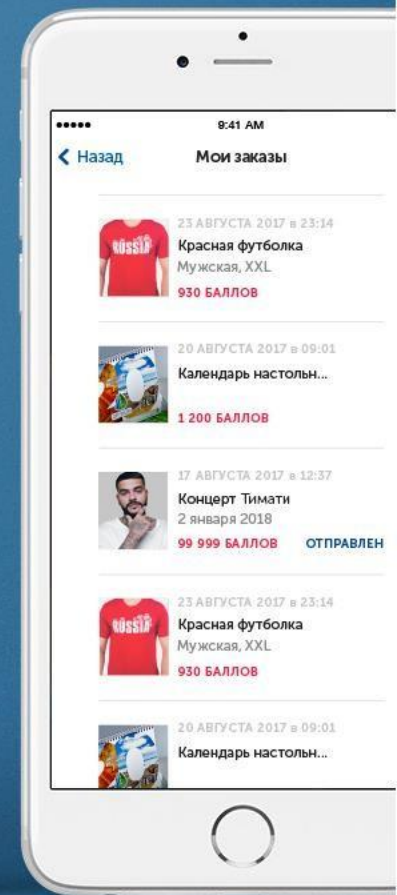 9:41 AM
Назад
Мои заказы
23 АВГУСТА 2017 в 23:14
Красная футболка
Мужская, XXL
930 БАЛЛОВ
RUSSIA
20 АВГУСТА 2017 в 09:01
Календарь настольн...
1 200 БАЛЛОВ
17 АВГУСТА 2017 в 12:37
Концерт Тимати
2 января 2018
99 999 БАЛЛОВ ОТПРАВЛЕН
23 АВГУСТА 2017 в 23:14
Красная футболка
Мужская, XXL
930 БАЛЛОВ
RUSSIA
20 АВГУСТА 2017 в 09:01
Календарь настольн...